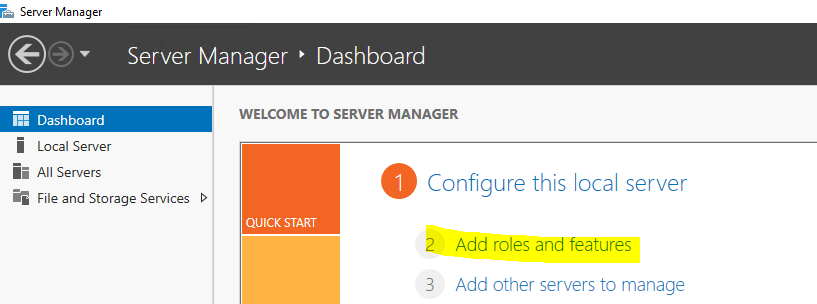 Server Manager
Server Manager ‣ Dashboard
Dashboard
Local Server
All Servers
File and Storage Services
WELCOME TO SERVER MANAGER
QUICK START
1 Configure this local server
2 Add roles and features
3 Add other servers to manage